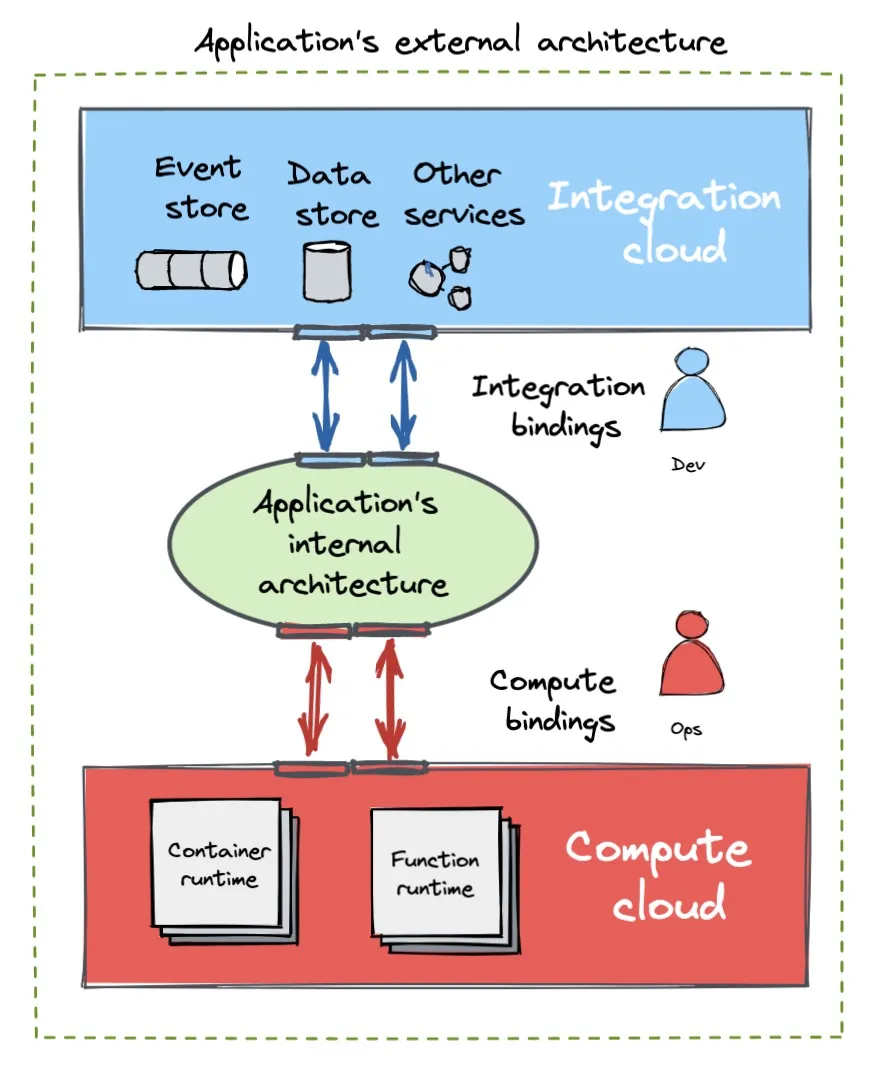 Application's external architecture
Event
store
Data
store
Other
services
Integration
cloud
Integration
bindings
Dev
Application's
internal
architecture
Compute
bindings
Ops
Container
runtime
Function
runtime
Compute
cloud